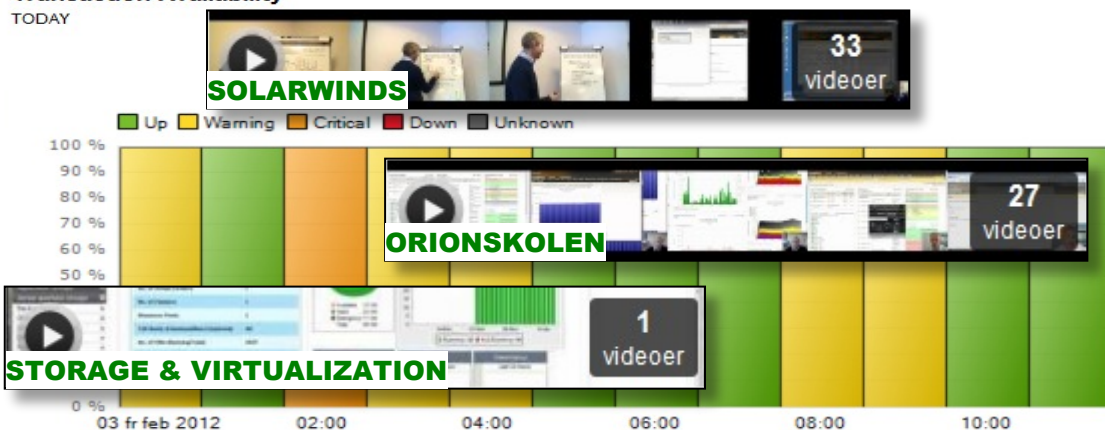 TODAY
33
videoer
SOLARWINDS
Up Warning Critical Down Unknown
100 %
90 %
80 %
70 %
60 %
50 %
27
videoer
ORIONSKOLEN
1
videoer
STORAGE & VIRTUALIZATION
0 %
03 fr feb 2012 02:00 04:00 06:00 08:00 10:00